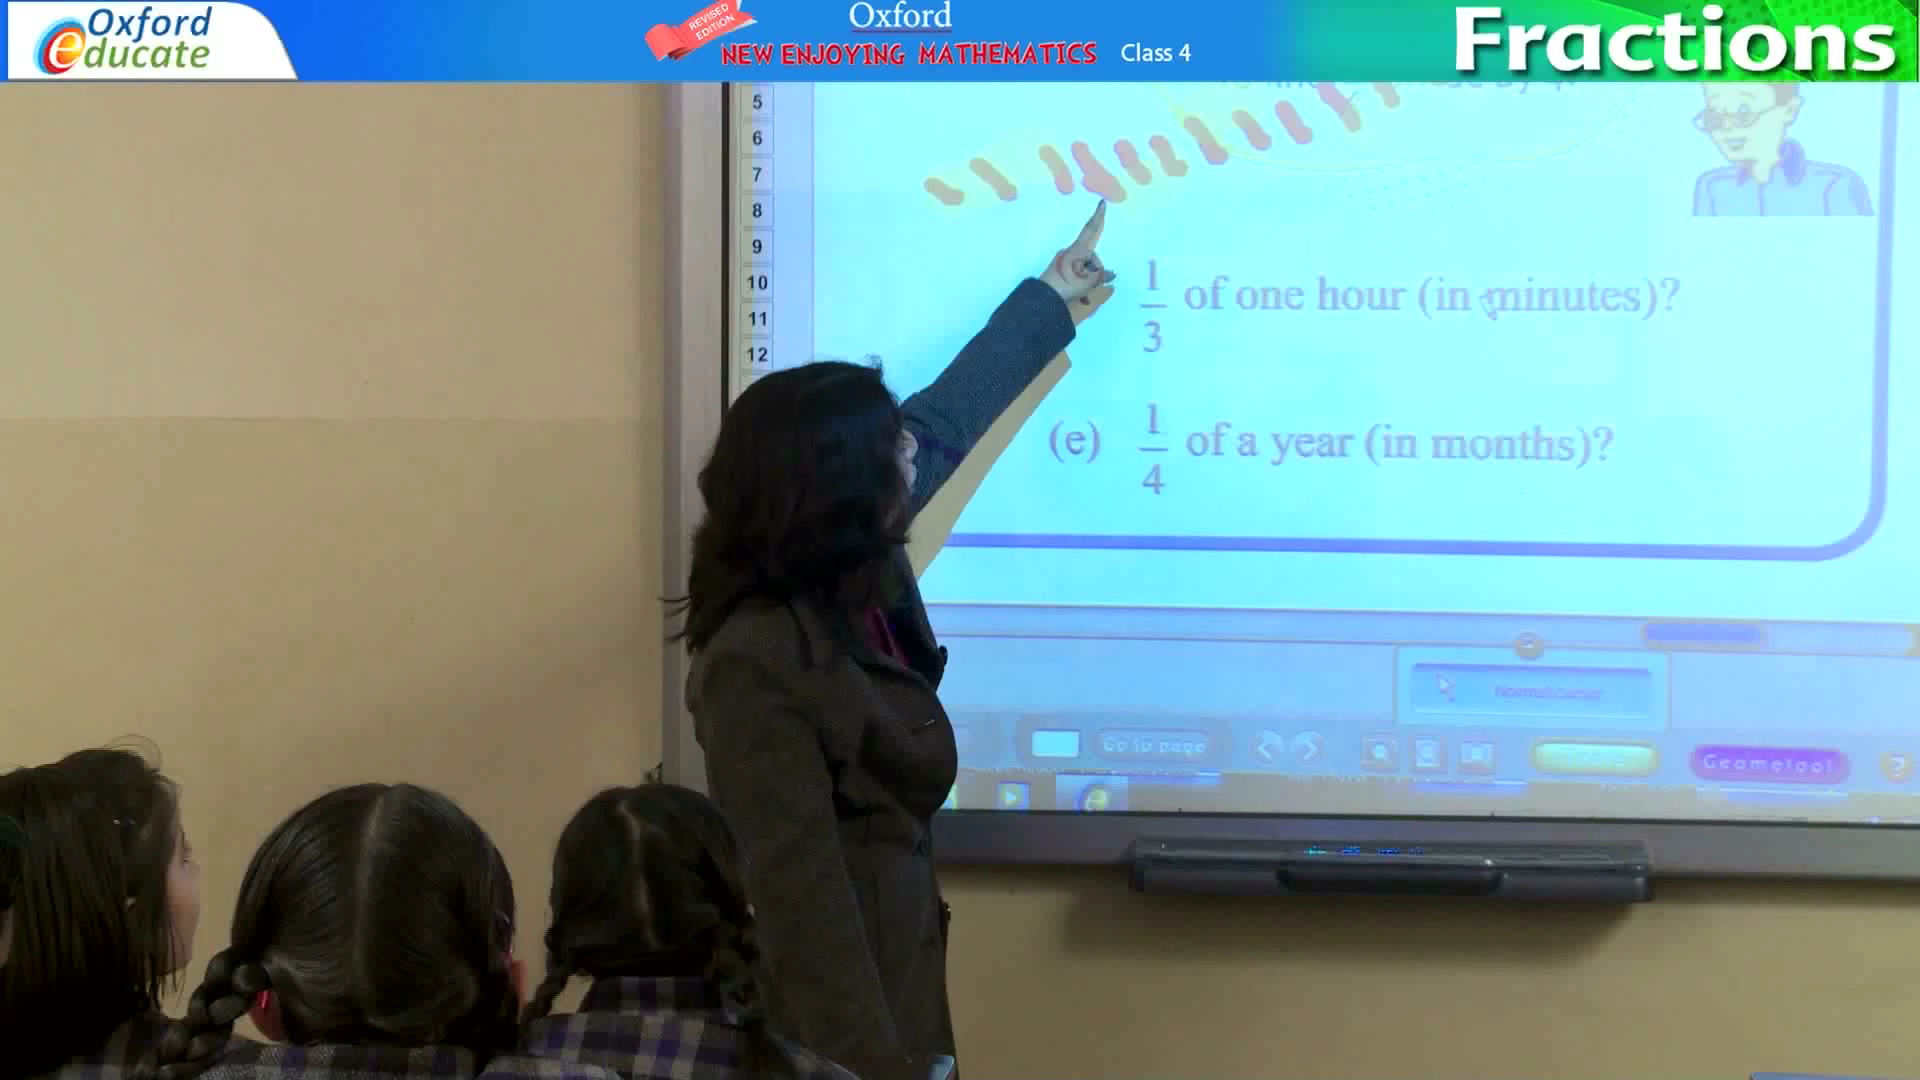 Oxford
educate
REVISED
EDITION
Oxford
NEW ENJOYING MATHEMATICS Class 4
Fractions
5
6
7
8
9
10
11
12
1/3 of one hour (in minutes)?
(e) 1/4 of a year (in months)?
Go to page
Geometool
?